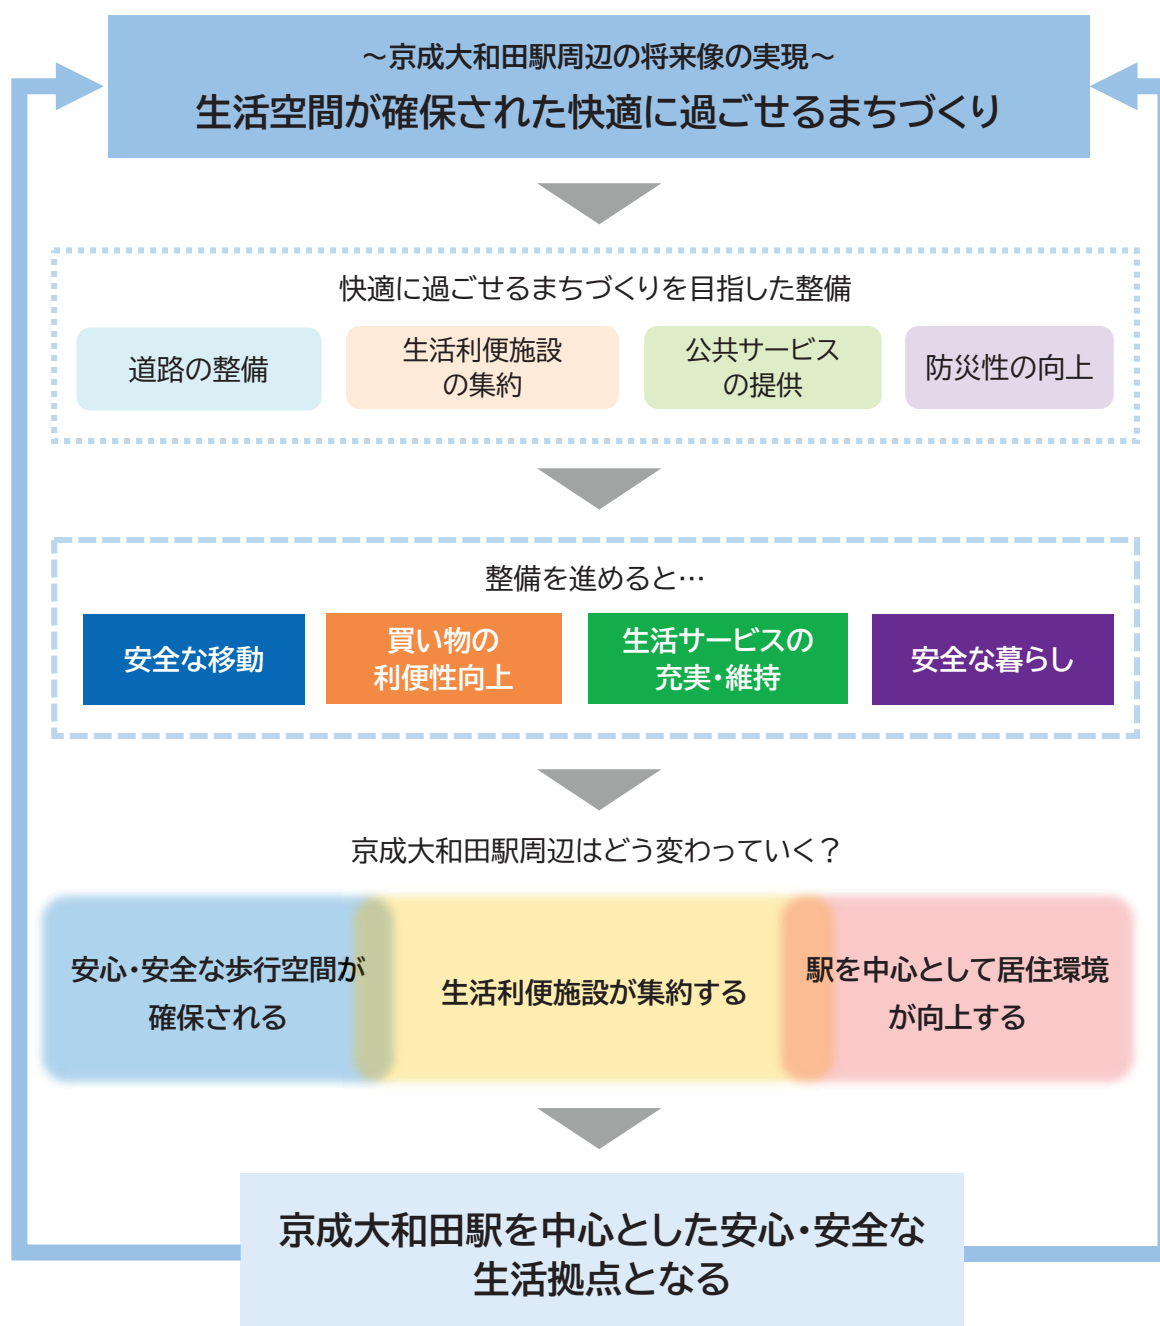 ～京成大和田駅周辺の将来像の実現～
生活空間が確保された快適に過ごせるまちづくり
快適に過ごせるまちづくりを目指した整備
道路の整備
生活利便施設
の集約
公共サービス
の提供
防災性の向上
整備を進めると…
安全な移動
買い物の
利便性向上
生活サービスの
充実・維持
安全な暮らし
京成大和田駅周辺はどう変わっていく？
安心・安全な歩行空間が
確保される
生活利便施設が集約する
駅を中心として居住環境
が向上する
京成大和田駅を中心とした安心・安全な
生活拠点となる